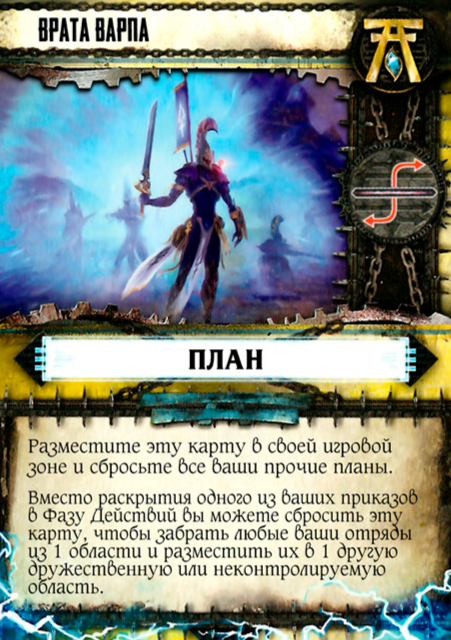 ВРАТА ВАРПА
ПЛАН
Разместите эту карту в своей игровой
зоне и сбросьте все ваши прочие планы.
Вместо раскрытия одного из ваших приказов
в Фазу Действий вы можете сбросить эту
карту, чтобы забрать любые ваши отряды
из 1 области и разместить их в 1 другую
дружественную или неконтролируемую
область.